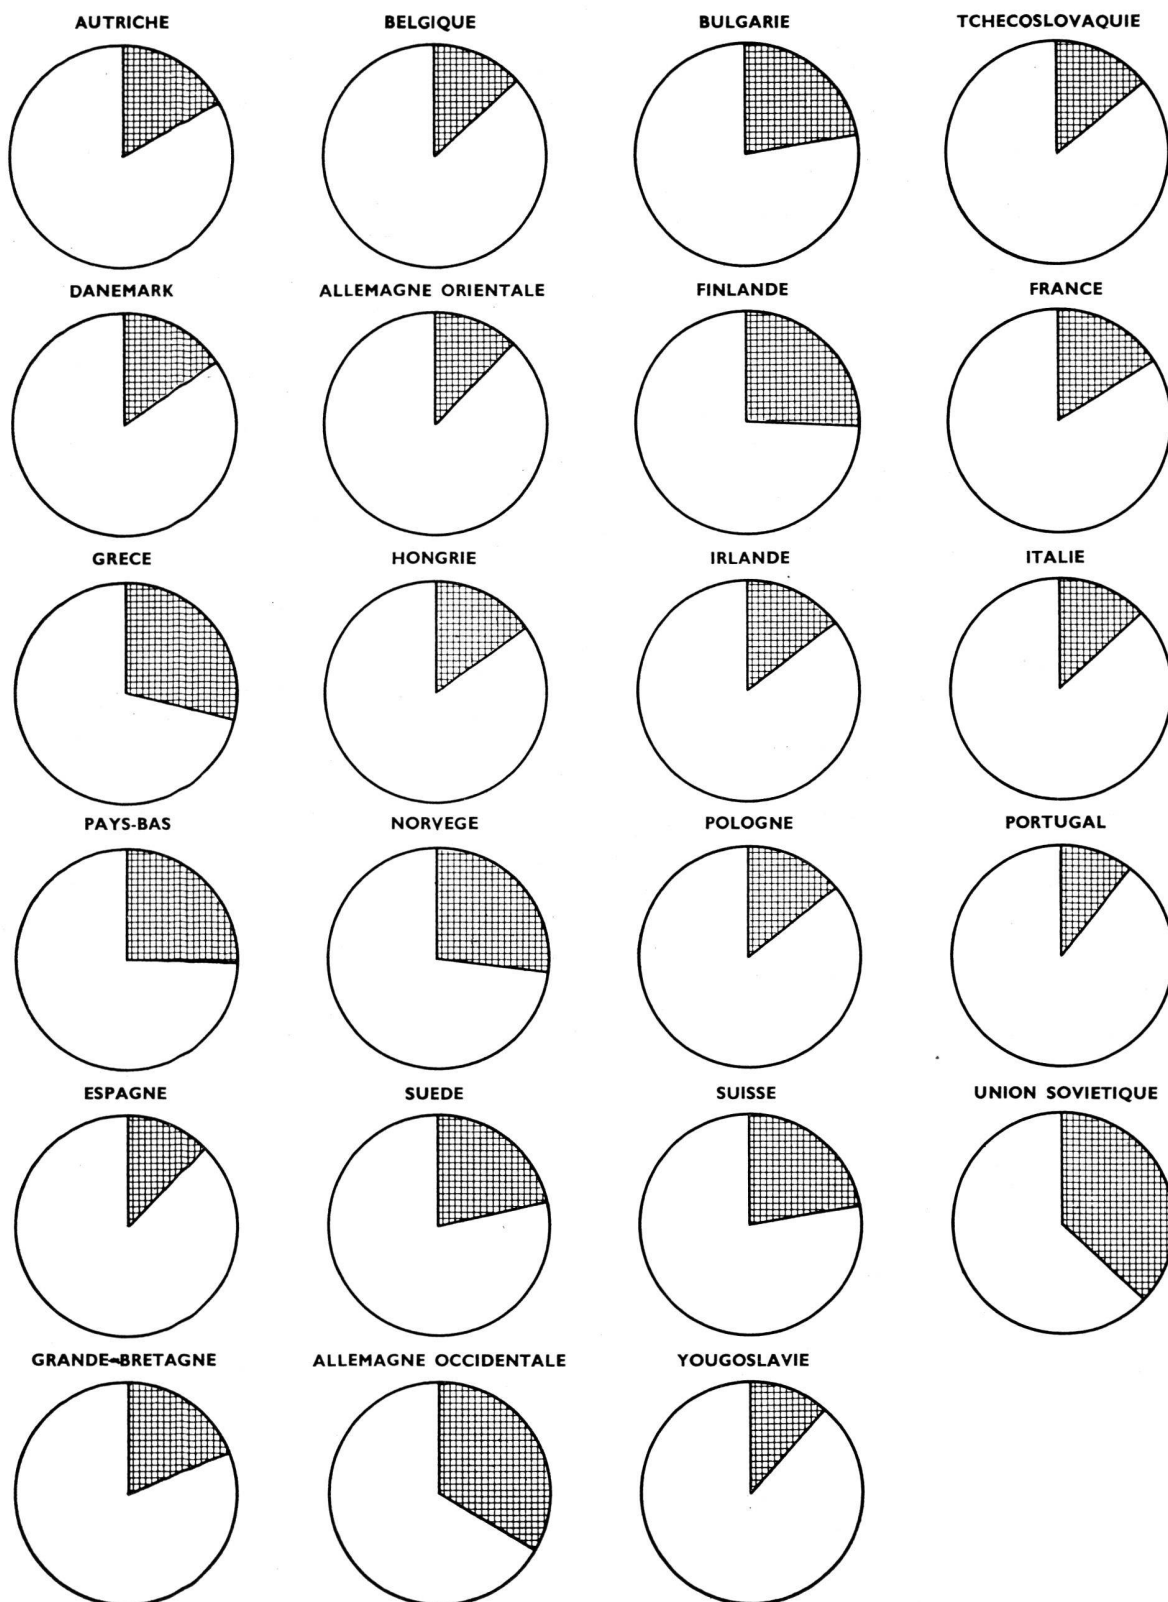 AUTRICHE
BELGIQUE
BULGARIE
TCHECOSLOVAQUIE
DANEMARK
ALLEMAGNE ORIENTALE
FINLANDE
FRANCE
GRECE
HONGRIE
IRLANDE
ITALIE
PAYS-BAS
NORVEGE
POLOGNE
PORTUGAL
ESPAGNE
SUEDE
SUISSE
UNION SOVIETIQUE
GRANDE-BRETAGNE
ALLEMAGNE OCCIDENTALE
YOUGOSLAVIE